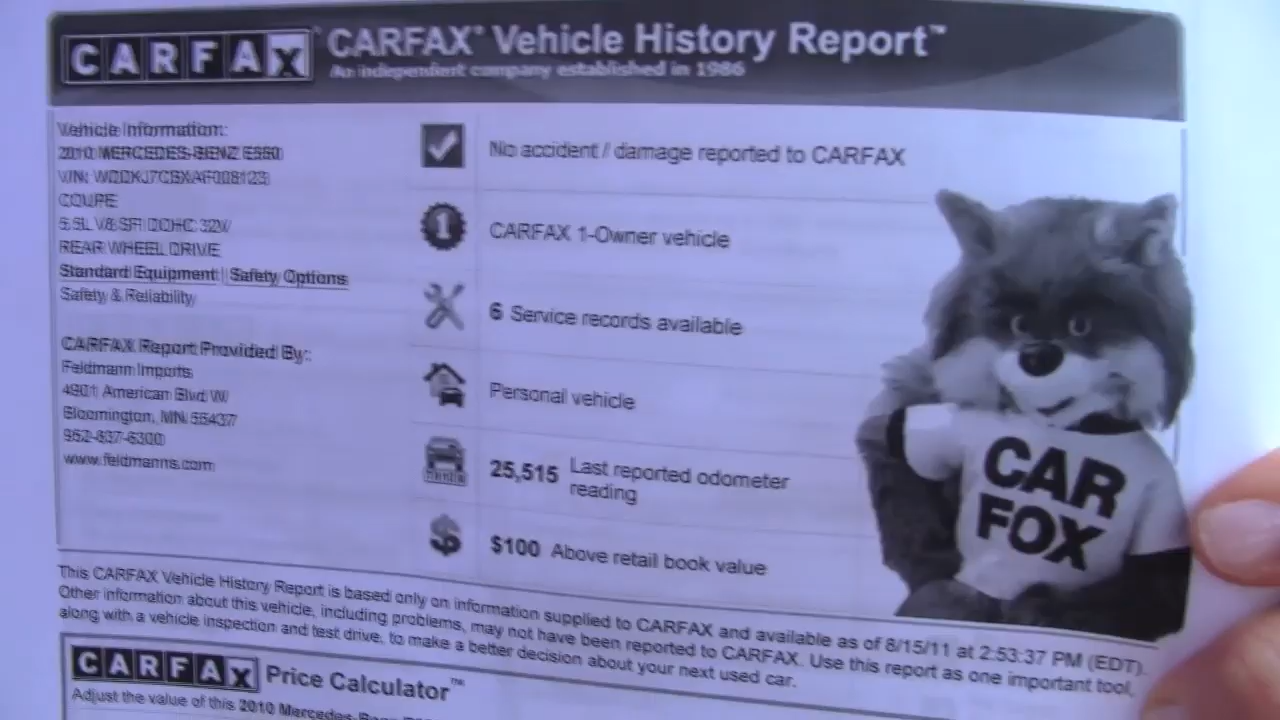 CARFAX CARFAX Vehicle History Report™
An independent company established in 1986
Vehicle Information:
2010 MERCEDES-BENZ E550
COUPE
5.5L V8 SFI DOHC 32V
REAR WHEEL DRIVE
Standard Equipment | Safety Options
Safety & Reliability
CARFAX Report Provided By:
Feldmann Imports
4901 American Blvd W
Bloomington, MN 55437
952-837-6300
www.feldmanns.com
No accident / damage reported to CARFAX
1
CARFAX 1-Owner vehicle
6 Service records available
Personal vehicle
25,515 Last reported odometer
reading
$
$100 Above retail book value
CAR
FOX
This CARFAX Vehicle History Report is based only on information supplied to CARFAX and available as of 8/15/11 at 2:53:37 PM (EDT).
Other information about this vehicle, including problems, may not have been reported to CARFAX. Use this report as one important tool,
along with a vehicle inspection and test drive, to make a better decision about your next used car.
CARFAX Price Calculator™
Adjust the value of this 2010 Mercedes-Benz